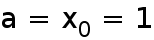 a = x₀ = 1